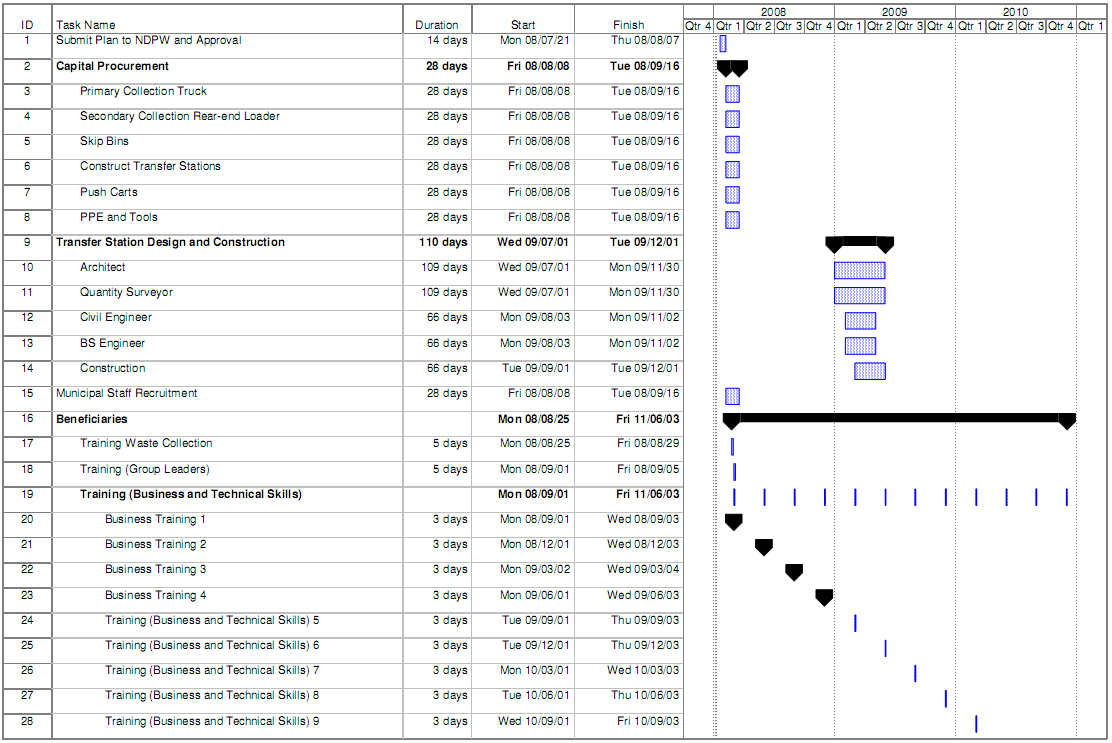 2008 2009 2010
ID Task Name Duration Start Finish Qtr 4 Qtr 1 Qtr 2 Qtr 3 Qtr 4 Qtr 1 Qtr 2 Qtr 3 Qtr 4 Qtr 1 Qtr 2 Qtr 3 Qtr 4 Qtr 1
1 Submit Plan to NDPW and Approval 14 days Mon 08/07/21 Thu 08/08/07
2 Capital Procurement 28 days Fri 08/08/08 Tue 08/09/16
3 Primary Collection Truck 28 days Fri 08/08/08 Tue 08/09/16
4 Secondary Collection Rear-end Loader 28 days Fri 08/08/08 Tue 08/09/16
5 Skip Bins 28 days Fri 08/08/08 Tue 08/09/16
6 Construct Transfer Stations 28 days Fri 08/08/08 Tue 08/09/16
7 Push Carts 28 days Fri 08/08/08 Tue 08/09/16
8 PPE and Tools 28 days Fri 08/08/08 Tue 08/09/16
9 Transfer Station Design and Construction 110 days Wed 09/07/01 Tue 09/12/01
10 Architect 109 days Wed 09/07/01 Mon 09/11/30
11 Quantity Surveyor 109 days Wed 09/07/01 Mon 09/11/30
12 Civil Engineer 66 days Mon 09/08/03 Mon 09/11/02
13 BS Engineer 66 days Mon 09/08/03 Mon 09/11/02
14 Construction 66 days Tue 09/09/01 Tue 09/12/01
15 Municipal Staff Recruitment 28 days Fri 08/08/08 Tue 08/09/16
16 Beneficiaries Mon 08/08/25 Fri 11/06/03
17 Training Waste Collection 5 days Mon 08/08/25 Fri 08/08/29
18 Training (Group Leaders) 5 days Mon 08/09/01 Fri 08/09/05
19 Training (Business and Technical Skills) Mon 08/09/01 Fri 11/06/03
20 Business Training 1 3 days Mon 08/09/01 Wed 08/09/03
21 Business Training 2 3 days Mon 08/12/01 Wed 08/12/03
22 Business Training 3 3 days Mon 09/03/02 Wed 09/03/04
23 Business Training 4 3 days Mon 09/06/01 Wed 09/06/03
24 Training (Business and Technical Skills) 5 3 days Tue 09/09/01 Thu 09/09/03
25 Training (Business and Technical Skills) 6 3 days Tue 09/12/01 Thu 09/12/03
26 Training (Business and Technical Skills) 7 3 days Mon 10/03/01 Wed 10/03/03
27 Training (Business and Technical Skills) 8 3 days Tue 10/06/01 Thu 10/06/03
28 Training (Business and Technical Skills) 9 3 days Wed 10/09/01 Fri 10/09/03